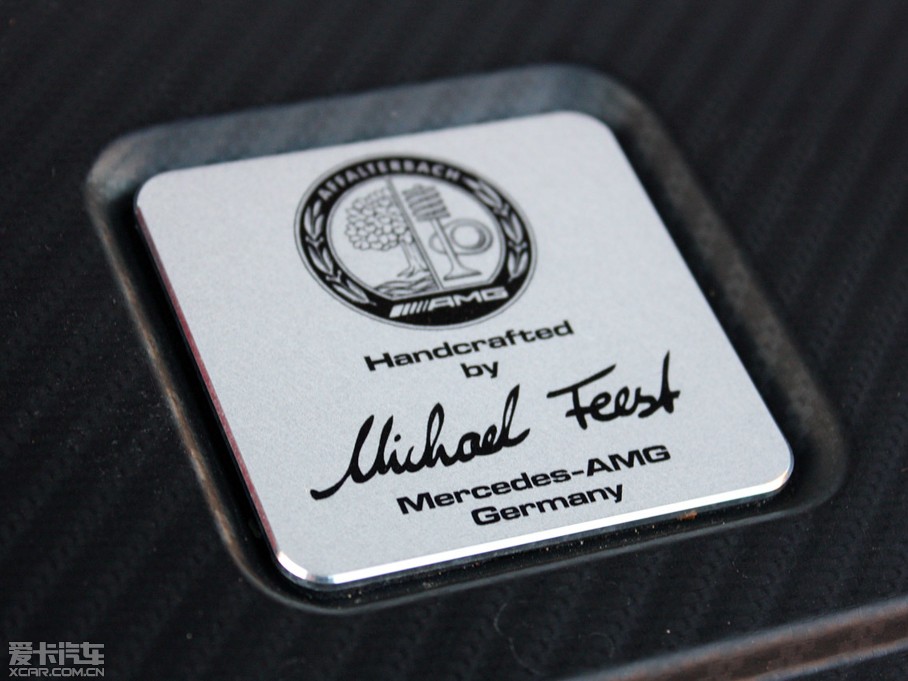 AFFALTERBACH
AMG
Handcrafted
by
Michael Feest
Mercedes-AMG
Germany
爱卡汽车
XCAR.COM.CN